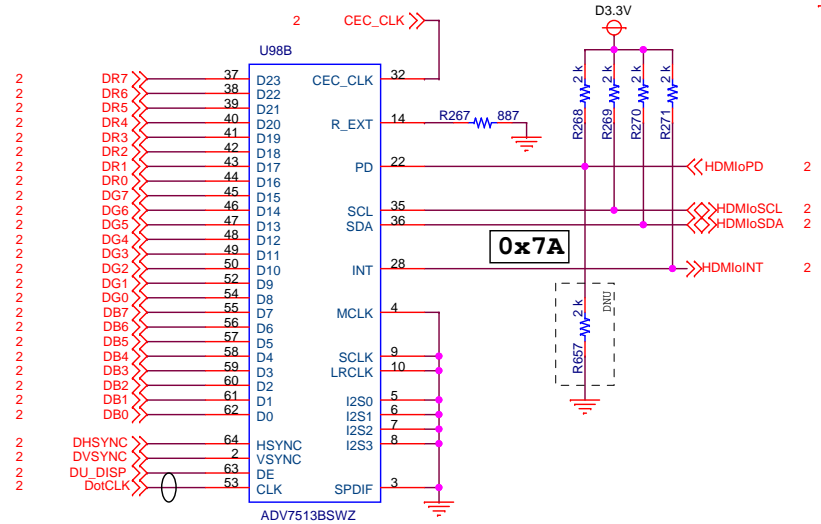 D3.3V
2 CEC_CLK
U98B
2 DR7 37 D23 CEC_CLK 32
2 DR6 38 D22
2 DR5 39 D21
2 DR4 40 D20 R_EXT 14 R267 887
2 DR3 41 D19
2 DR2 42 D18
2 DR1 43 D17 PD 22 HDMIoPD 2
2 DR0 44 D16
2 DG7 45 D15
2 DG6 46 D14 SCL 35 HDMIoSCL 2
2 DG5 47 D13 SDA 36 HDMIoSDA 2
2 DG4 48 D12
2 DG3 49 D11
2 DG2 50 D10 INT 28 HDMIoINT 2
2 DG1 52 D9
2 DG0 54 D8
2 DB7 55 D7 MCLK 4
2 DB6 56 D6
2 DB5 57 D5
2 DB4 58 D4 SCLK 9
2 DB3 59 D3 LRCLK 10
2 DB2 60 D2
2 DB1 61 D1 I2S0 5
2 DB0 62 D0 I2S1 6
I2S2 7
2 DHSYNC 64 HSYNC I2S3 8
2 DVSYNC 2 VSYNC
2 DU_DISP 63 DE
2 DotCLK 53 CLK SPDIF 3
ADV7513BSWZ
R268 2 k
R269 2 k
R270 2 k
R271 2 k
0x7A
DNU
R657 2 k